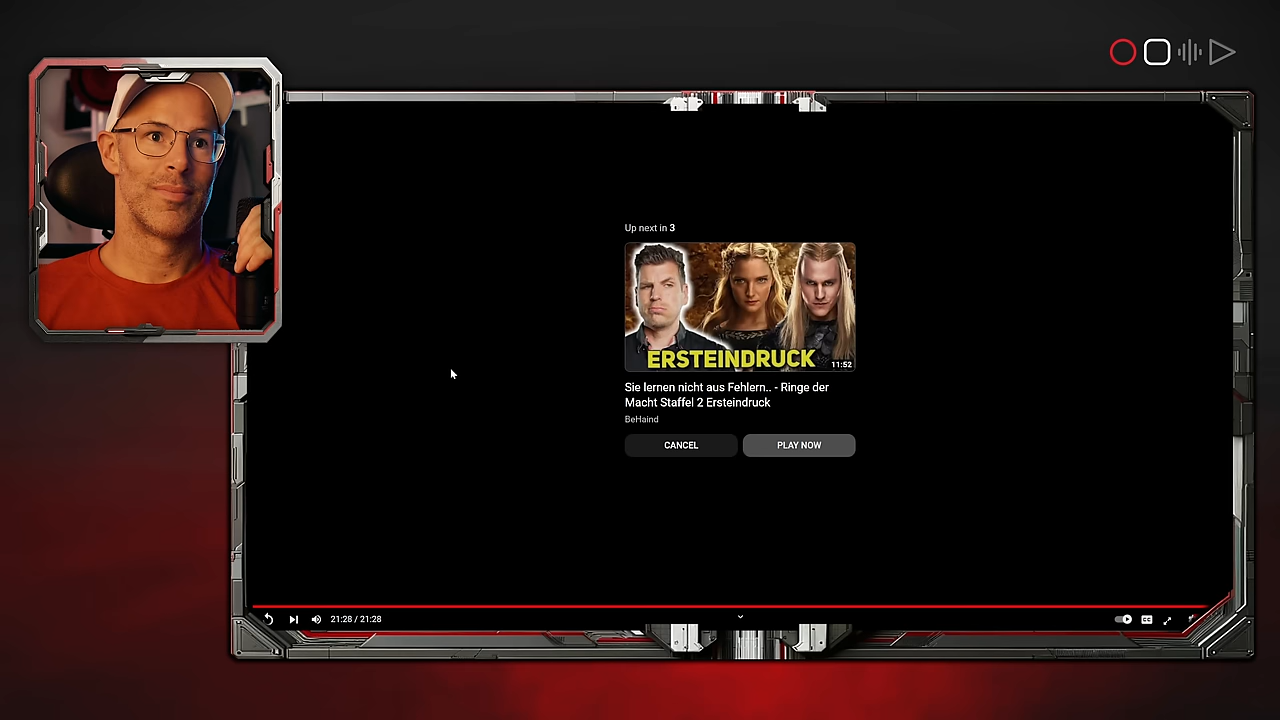 Up next in 3
ERSTEINDRUCK
11:52
Sie lernen nicht aus Fehlern.. - Ringe der
Macht Staffel 2 Ersteindruck
BeHaind
CANCEL
PLAY NOW
21:28 / 21:28
CC